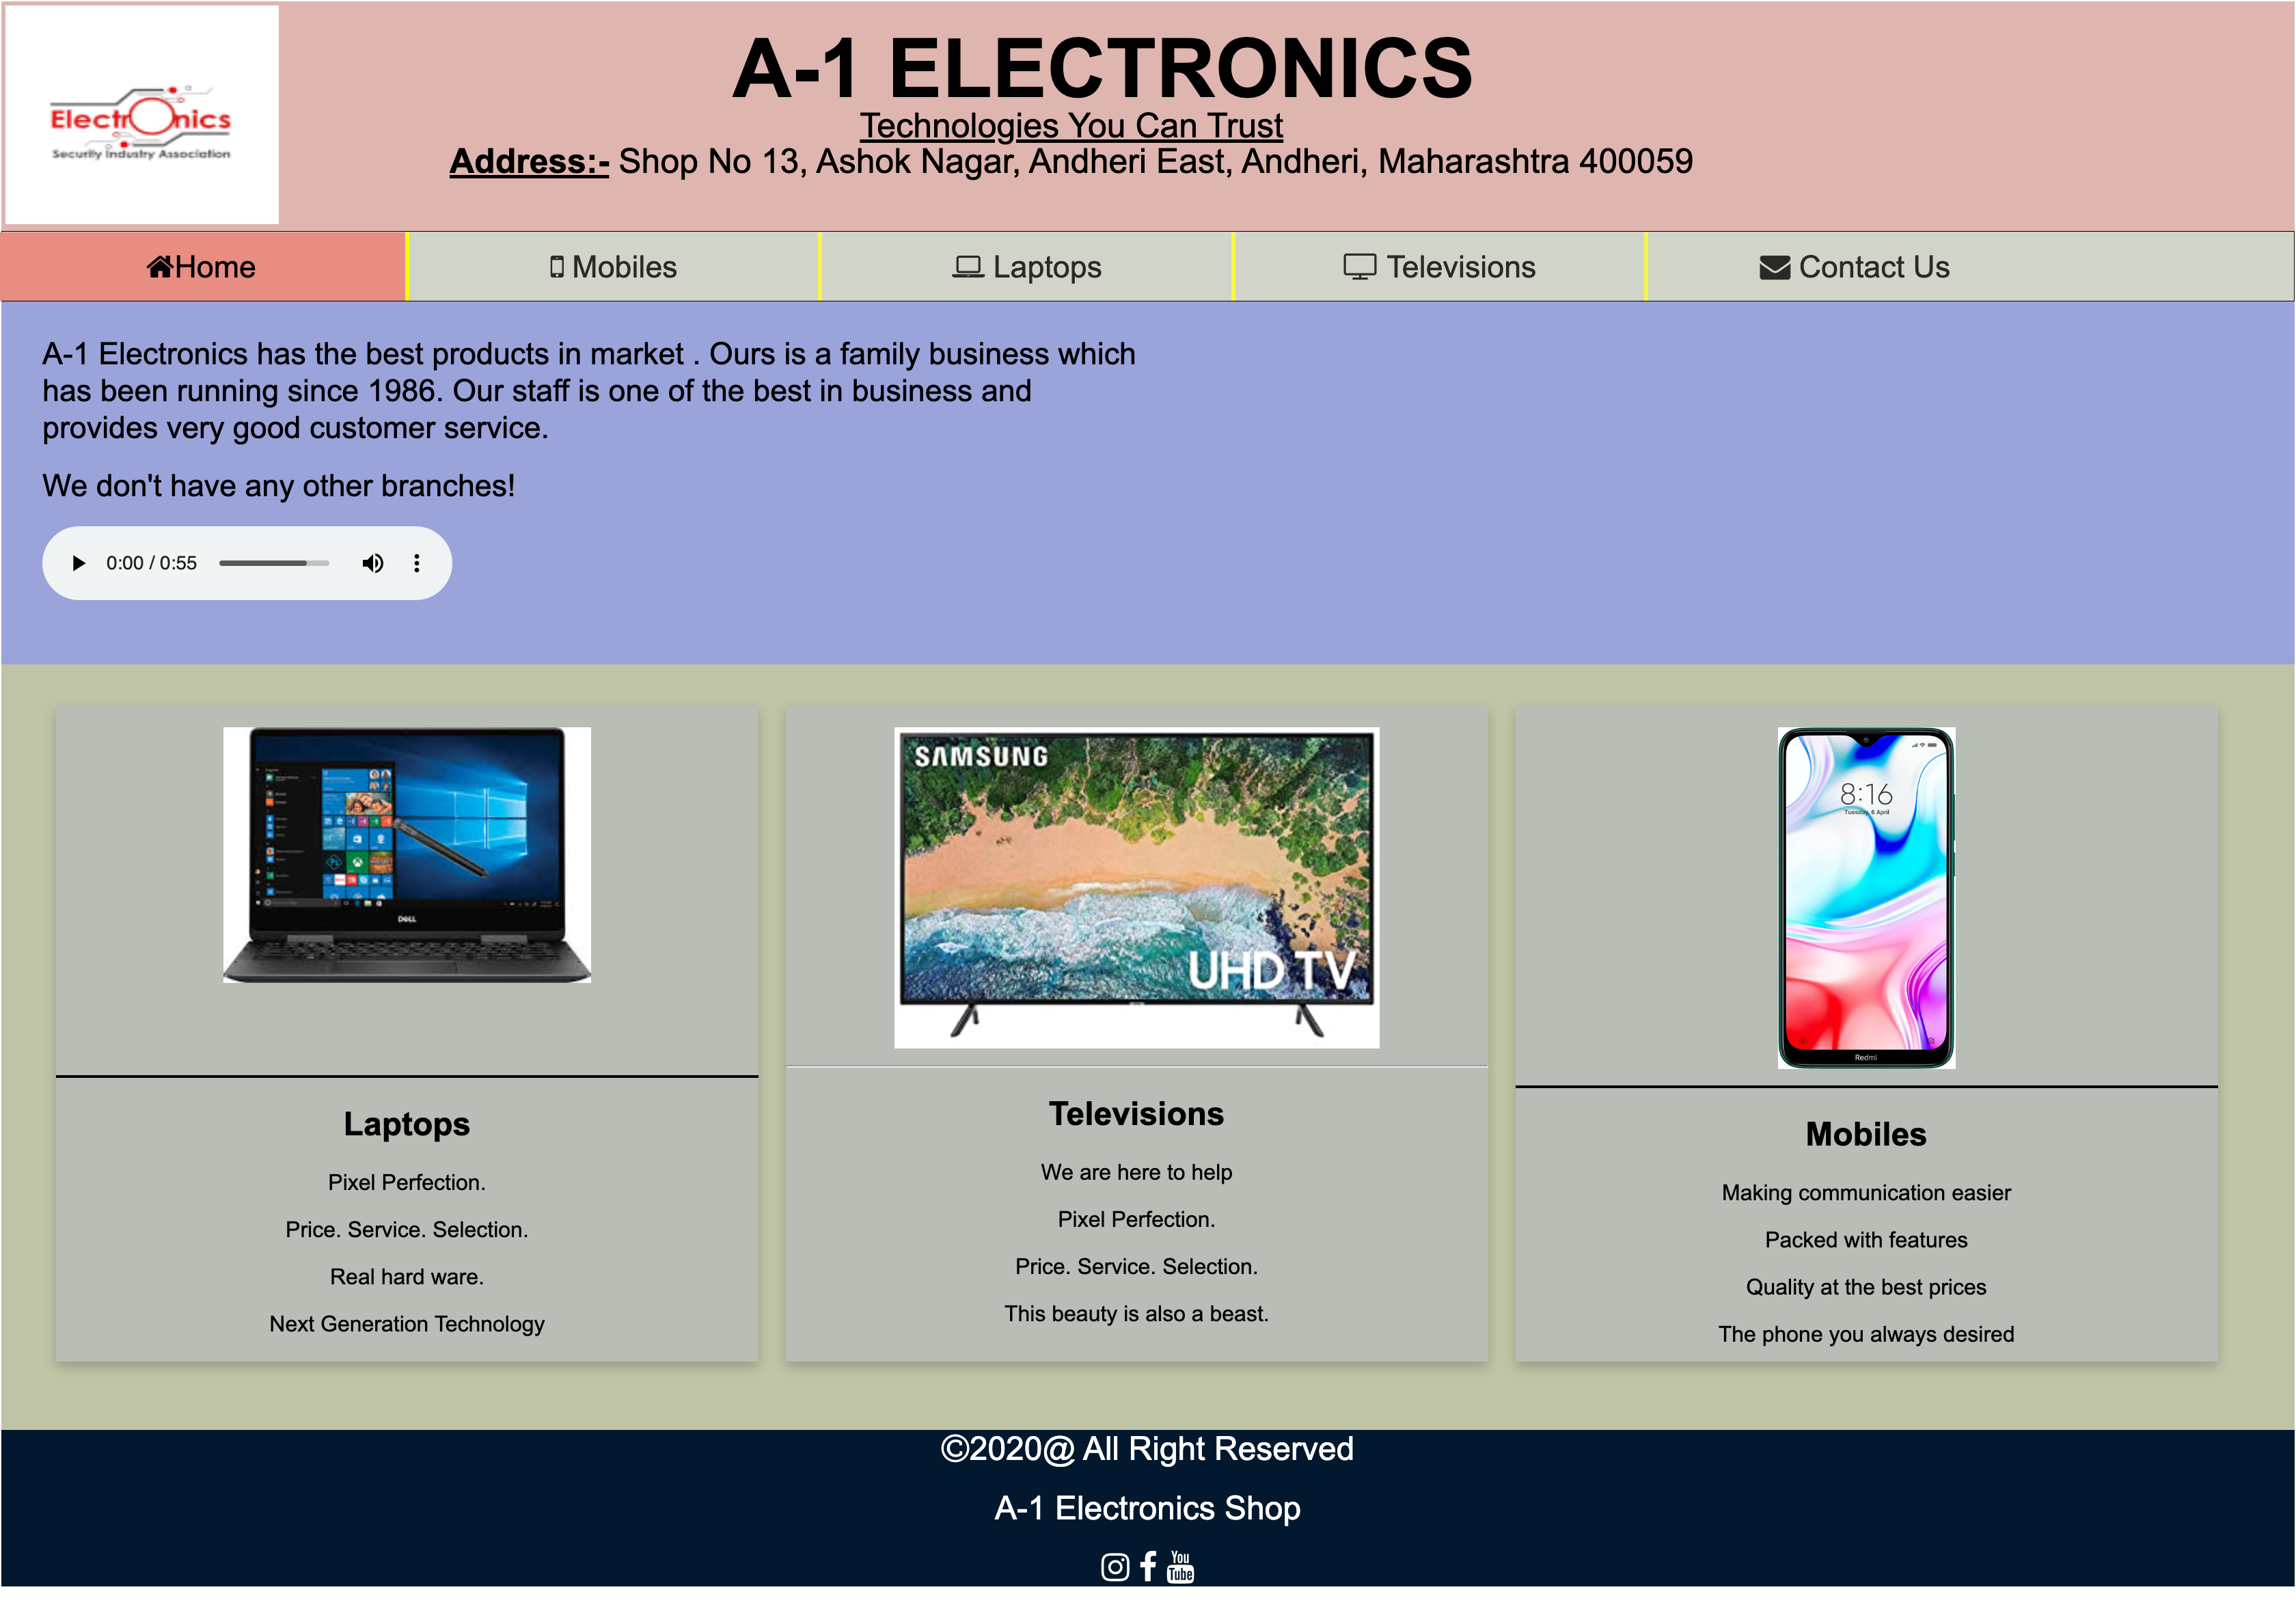 ElectrOnics
Security Industry Association
A-1 ELECTRONICS
Technologies You Can Trust
Address:- Shop No 13, Ashok Nagar, Andheri East, Andheri, Maharashtra 400059
Home
Mobiles
Laptops
Televisions
Contact Us
A-1 Electronics has the best products in market . Ours is a family business which
has been running since 1986. Our staff is one of the best in business and
provides very good customer service.
We don't have any other branches!
0:00 / 0:55
DELL
Laptops
Pixel Perfection.
Price. Service. Selection.
Real hard ware.
Next Generation Technology
SAMSUNG
UHD TV
Televisions
We are here to help
Pixel Perfection.
Price. Service. Selection.
This beauty is also a beast.
8:16
Tuesday, 6 April
Redmi
Mobiles
Making communication easier
Packed with features
Quality at the best prices
The phone you always desired
©2020@ All Right Reserved
A-1 Electronics Shop
You
Tube